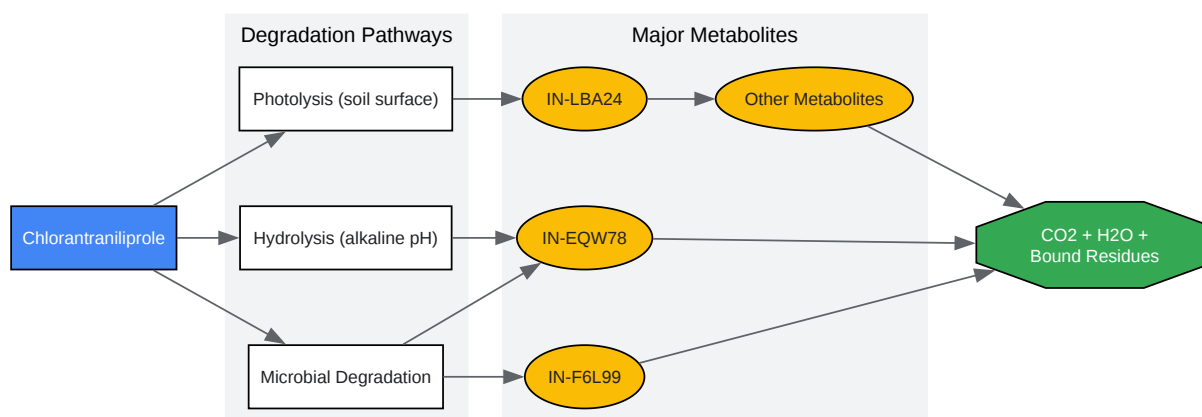 Degradation Pathways
Major Metabolites
Photolysis (soil surface)
IN-LBA24
Other Metabolites
Chlorantraniliprole
Hydrolysis (alkaline pH)
IN-EQW78
CO2 + H2O +
Bound Residues
Microbial Degradation
IN-F6L99